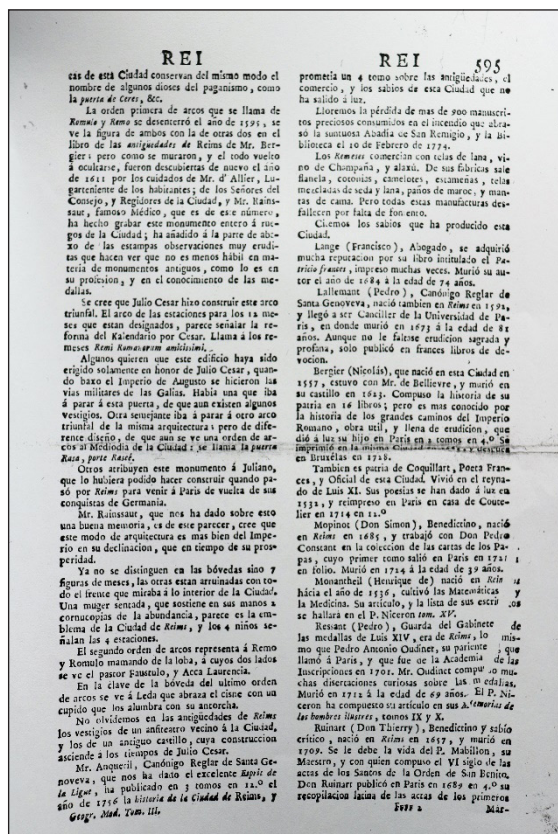 REI
cas de está Ciudad conservan del mismo modo el
nombre de algunos dioses del paganismo, como
la puerta de Ceres, &c.
La orden primera de arcos que se llama de
Romulo y Remo se desenterró el año de 1595, se
ve la figura de ambos con la de otras dos en el
libro de las antigüedades de Reims de Mr. Ber-
gier: pero como se muraron, y el todo vuelto
á ocultarse, fueron descubiertas de nuevo el año
de 1611 por los cuidados de Mr. d' Allier, Lu-
garteniente de los habitantes; de los Señores del
Consejo, y Regidores de la Ciudad, y Mr. Rains-
saut, famoso Médico, que es de este número,
ha hecho grabar este monumento entero á rue-
gos de la Ciudad; ha añadido á la parte de aba-
xo de las estampas observaciones muy erudi-
tas que hacen ver que no es menos hábil en ma-
teria de monumentos antiguos, como lo es en
su profesion, y en el conocimiento de las me-
dallas.
Se cree que Julio Cesar hizo construir este arco
triunfal. El arco de las estaciones para los 12 me-
ses que estan designados, parece señalar la re-
forma del Kalendario por Cesar. Llama á los re-
meses Remi Romanorum amicissimi.
Algunos quieren que este edificio haya sido
erigido solamente en honor de Julio Cesar, quan-
do baxo el Imperio de Augusto se hicieron las
vias militares de las Galias. Habia una que iba
á parar á esta puerta, de que aun existen algunos
vestigios. Otra semejante iba á parar á otro arco
triunfal de la misma arquitectura; pero de dife-
rente diseño, de que aun se ve una orden de ar-
cos al Mediodia de la Ciudad: se llama la puerta
Rasa, porte Rasée.
Otros atribuyen este monumento á Juliano,
que lo hubiera podido hacer construir quando pa-
só por Reims para venir á Paris de vuelta de sus
conquistas de Germania.
Mr. Rainssaut, que nos ha dado sobre esto
una buena memoria, es de este parecer, cree que
este modo de arquitectura es mas bien del Impe-
rio en su declinacion, que en tiempo de su pros-
peridad.
Ya no se distinguen en las bóvedas sino 7
figuras de meses, las otras estan arruinadas con to-
do el frente que miraba á lo interior de la Ciudad.
Una muger sentada, que sostiene en sus manos 2
cornucopias de la abundancia, parece es la em-
blema de la Ciudad de Reims, y los 4 niños se-
ñalan las 4 estaciones.
El segundo orden de arcos representa á Remo
y Romulo mamando de la loba, a cuyos dos lados
se ve el pastor Faustulo, y Acca Laurencia.
En la clave de la bóveda del ultimo orden
de arcos se ve á Leda que abraza el cisne con un
cupido que los alumbra con su antorcha.
No olvidemos en las antigüedades de Reims
los vestigios de un anfiteatro vecino á la Ciudad,
y los de un antiguo castillo, cuya construccion
asciende á los tiempos de Julio Cesar.
Mr. Anqueril, Canónigo Reglar de Santa Ge-
noveva, que nos ha dado el excelente Esprit de
la Ligue, ha publicado en 3 tomos en 12.º el
año de 1756 la historia de la Ciudad de Reims, y
Geogr. Mod. Tom. III.
REI
595
prometia un 4 tomo sobre las antigüedades, el
comercio, y los sabios de esta Ciudad que no
ha salido á luz.
Lloremos la pérdida de mas de 900 manuscri-
tos preciosos consumidos en el incendio que abra-
só la suntuosa Abadía de San Remigio, y la Bi-
blioteca el 10 de Febrero de 1774.
Los Remeses comercian con telas de lana, vi-
no de Champaña, y alaxú. De sus fabricas sale
flanela, cotonias, camelotes, estameñas, telas
mezcladas de seda y lana, paños de maroc, y man-
tas de cama. Pero todas estas manufacturas des-
fallecen por falta de fomento.
Citemos los sabios que ha producido esta
Ciudad.
Lange (Francisco), Abogado, se adquirió
mucha reputacion por su libro intitulado el Pa-
tricio frances, impreso muchas veces. Murió su au-
tor el año de 1684 á la edad de 74 años.
Lallemant (Pedro), Canónigo Reglar de
Santa Genoveva, nació tambien en Reims en 1592,
y llegó á ser Canciller de la Universidad de Pa-
ris, en donde murió en 1673 á la edad de 81
años. Aunque no le faltase erudicion sagrada y
profana, solo publicó en frances libros de de-
vocion.
Bergier (Nicolás), que nació en esta Ciudad en
1557, estuvo con Mr. de Bellievre, y murió en
su castillo en 1623. Compuso la historia de su
patria en 16 libros; pero es mas conocido por
la historia de los grandes caminos del Imperio
Romano, obra util, y llena de erudicion, que
dió á luz su hijo en Paris en 2 tomos en 4.º Se
imprimió en la misma Ciudad y despues
en Bruselas en 1728.
Tambien es patria de Coquillart, Poeta Fran-
ces, y Oficial de esta Ciudad. Vivió en el reyna-
do de Luis XI. Sus poesias se han dado á luz en
1532, y reimpreso en Paris en casa de Couce-
lier en 1714 en 12.º
Mopinot (Don Simon), Benedictino, nació
en Reims en 1685, y trabajó con Don Pedro
Constant en la coleccion de las cartas de los Pa-
pas, cuyo primer tomo salió en Paris en 1721
en folio. Murió en 1724 á la edad de 39 años.
Monantheil (Henrique de) nació en Reims
hácia el año de 1536, cultivó las Matemáticas y
la Medicina. Su articulo, y la lista de sus escritos
se hallará en el P. Niceron tom. XV.
Ressant (Pedro), Guarda del Gabinete de
las medallas de Luis XIV, era de Reims, lo mis-
mo que Pedro Antonio Oudinet, su pariente, que
llamó á Paris, y que fue de la Academia de las
Inscripciones en 1701. Mr. Oudinet compuso mu-
chas disertaciones curiosas sobre las medallas.
Murió en 1712 á la edad de 69 años. El P. Ni-
ceron ha compuesto su articulo en sus Memorias de
los hombres ilustres, tomos IX y X.
Ruinart (Don Thierry), Benedictino y sabio
crítico, nació en Reims en 1657, y murió en
1709. Se le debe la vida del P. Mabillon, su
Maestro, y con quien compuso el VI siglo de las
actas de los Santos de la Orden de San Benito.
Don Ruinart publicó en Paris en 1689 en 4.º su
recopilacion latina de las actas de los primeros
Ffff 2
Mar-